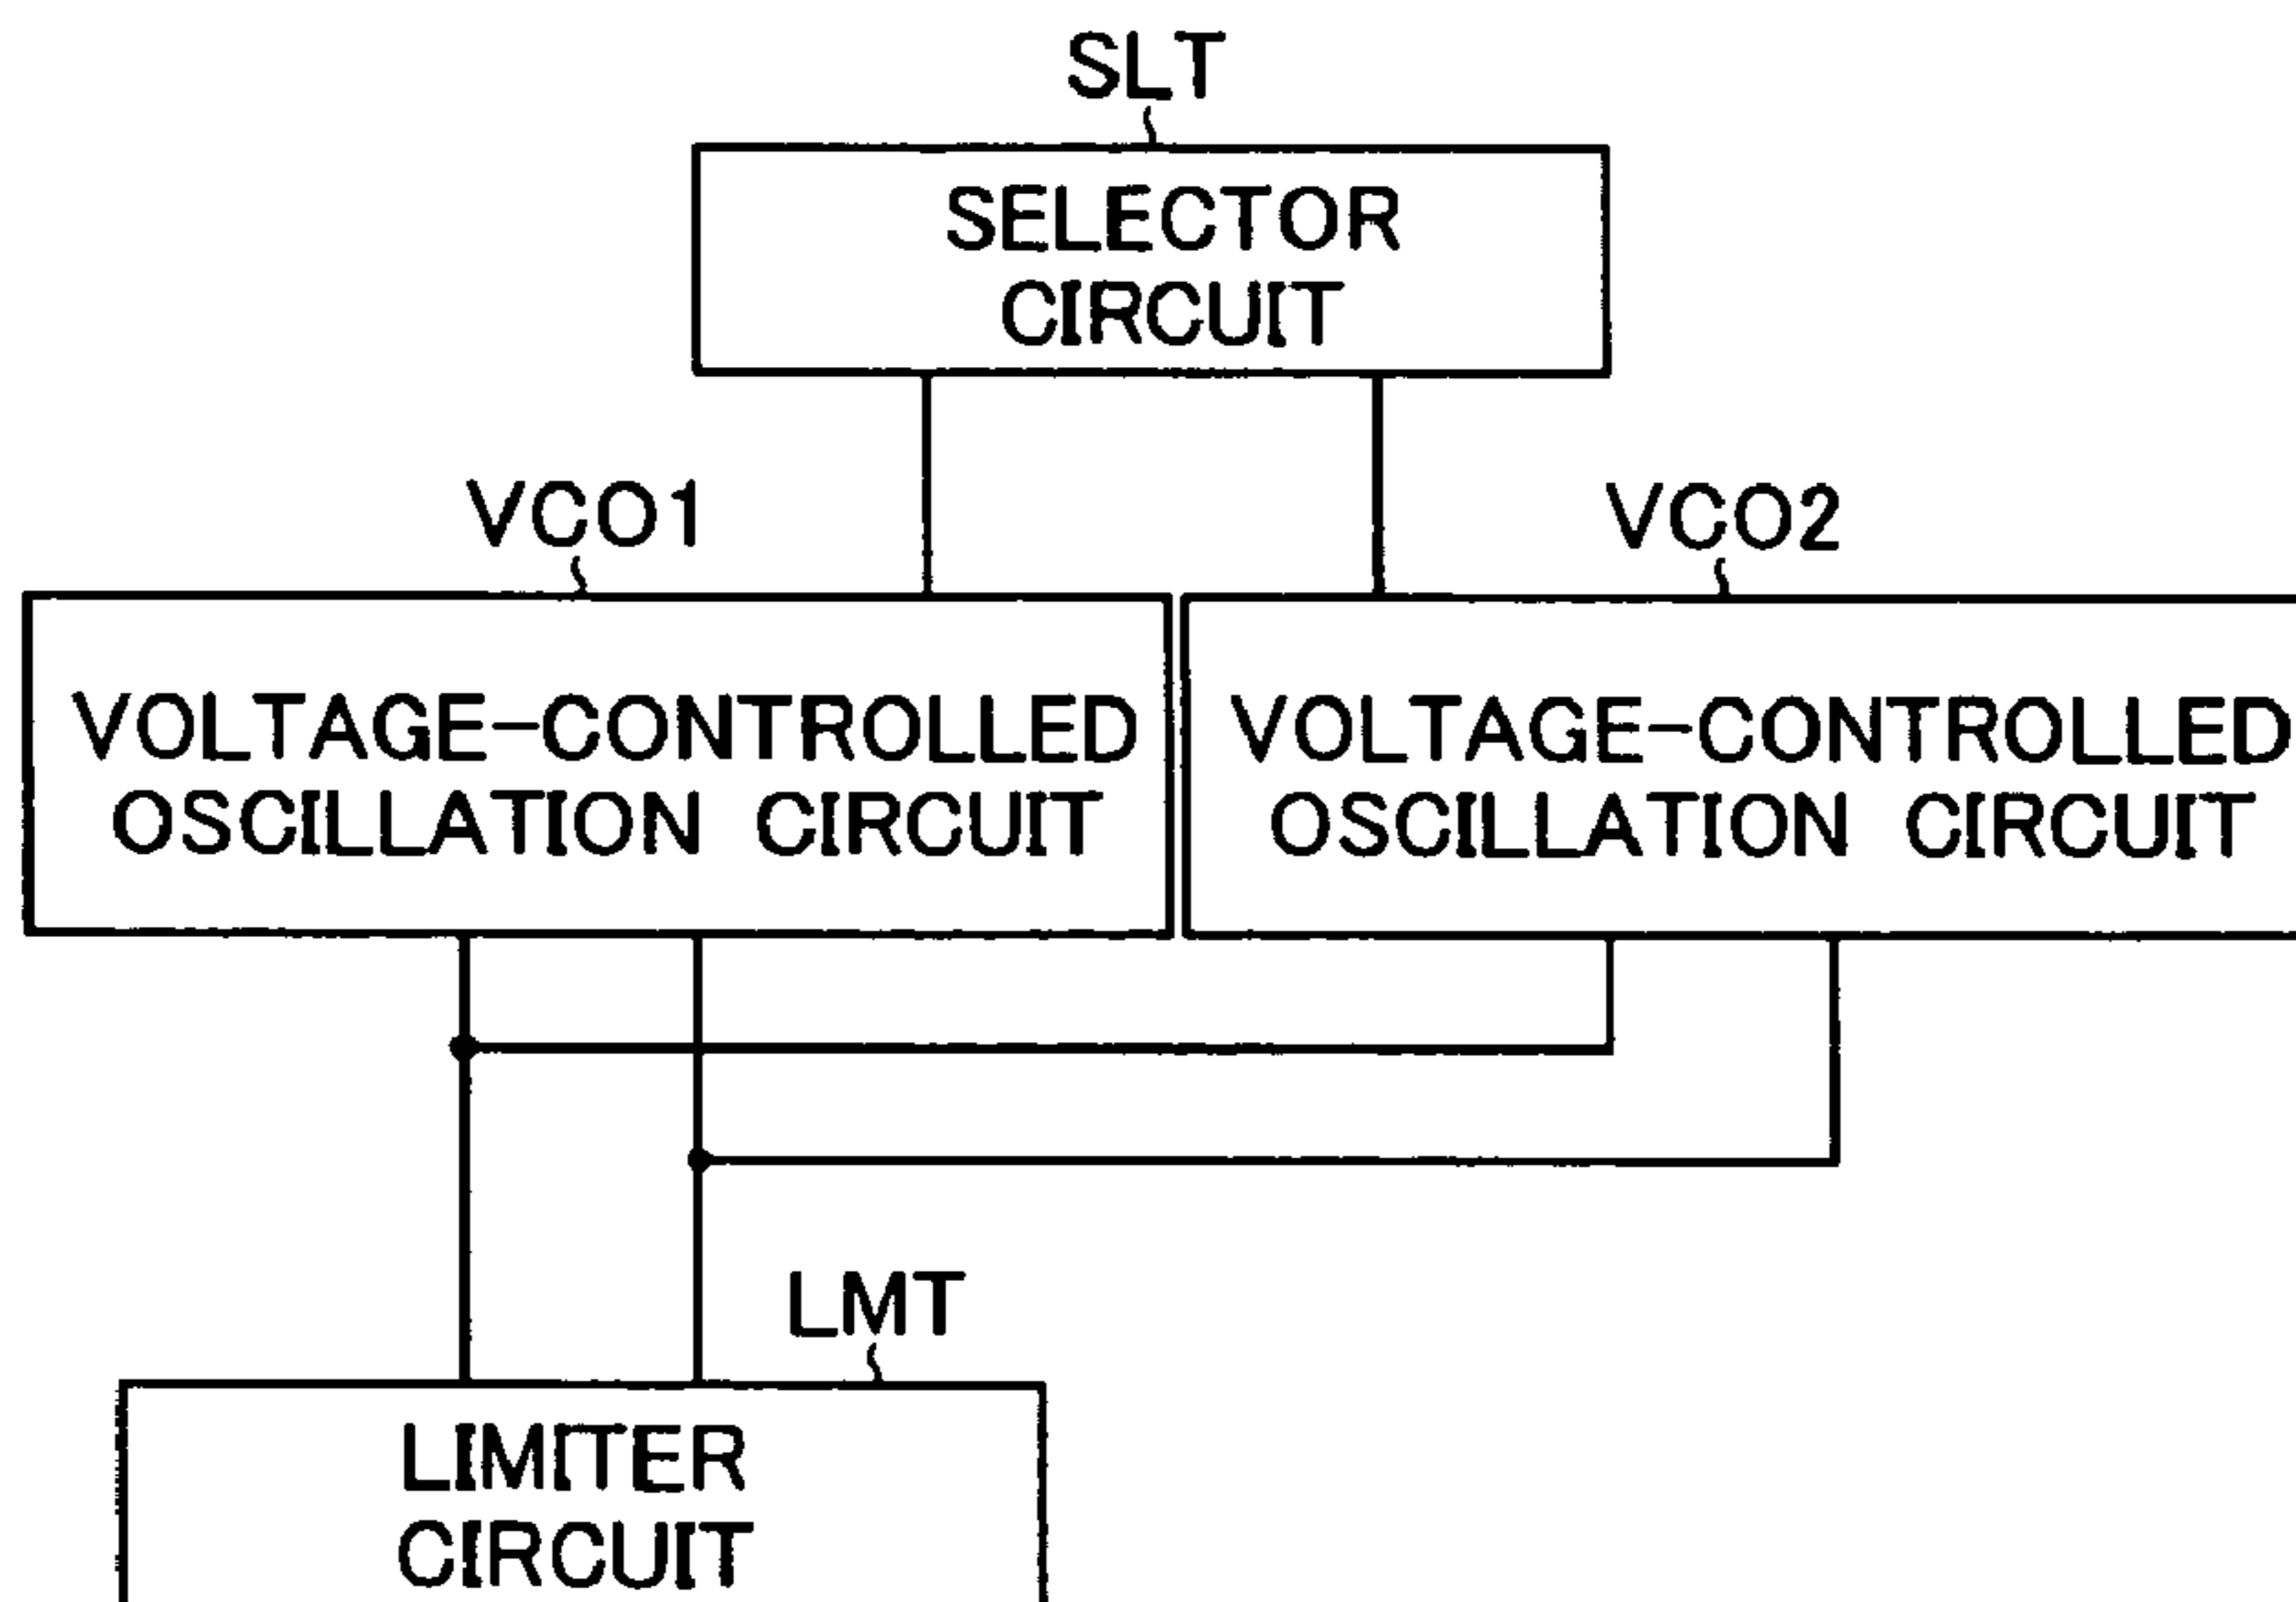 SLT
SELECTOR
CIRCUIT
VCO1
VCO2
VOLTAGE-CONTROLLED
OSCILLATION CIRCUIT
VOLTAGE-CONTROLLED
OSCILLATION CIRCUIT
LMT
LIMITER
CIRCUIT